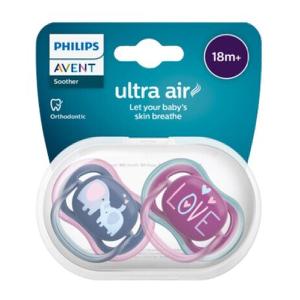 PHILIPS
AVENT
Soother
Orthodontic
18m+
ultra air
Let your baby's
skin breathe
LOVE